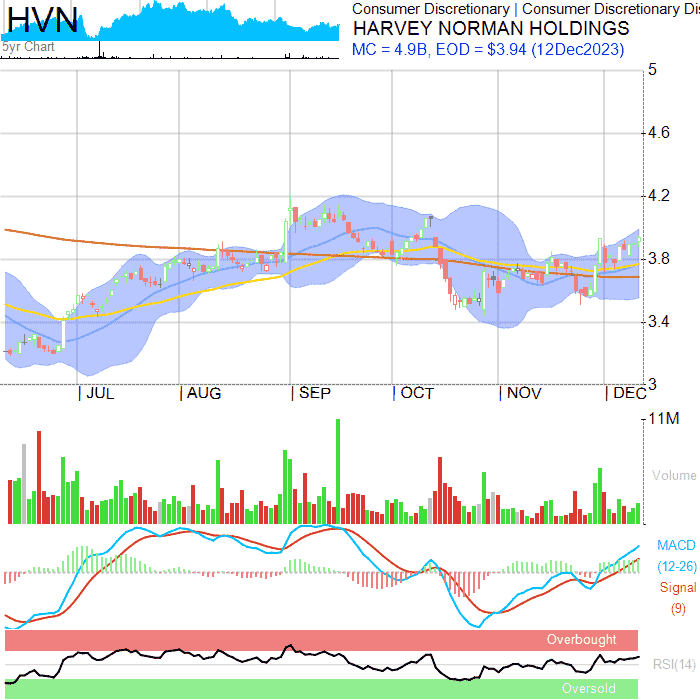 HVN
5yr Chart
Consumer Discretionary | Consumer Discretionary Dis
HARVEY NORMAN HOLDINGS
MC = 4.9B, EOD = $3.94 (12Dec2023)
5
4.6
4.2
3.8
3.4
3
| JUL | AUG | SEP | OCT | NOV | DEC
11M
Volume
MACD
(12-26)
Signal
(9)
Overbought
RSI(14)
Oversold